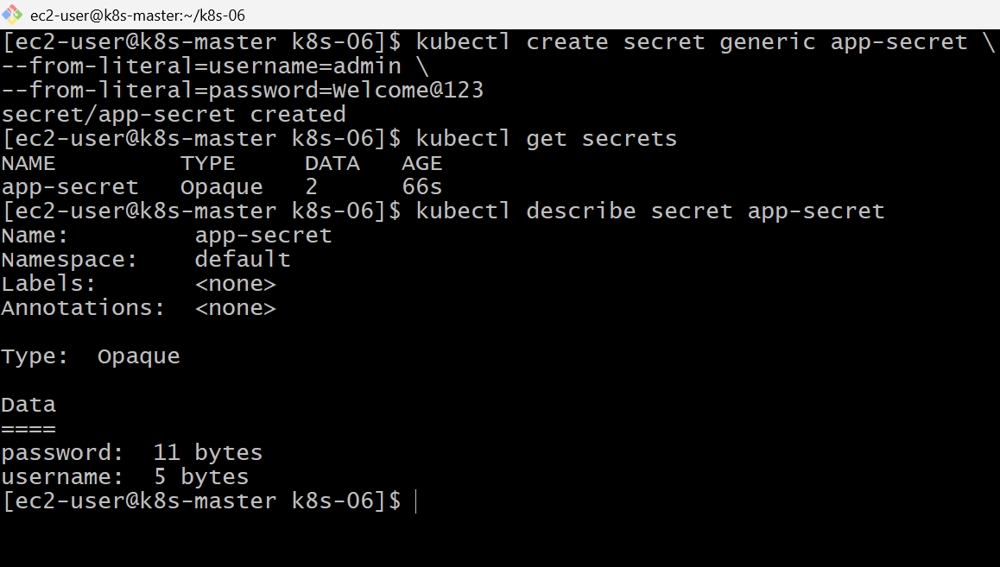 ec2-user@k8s-master:~/k8s-06
[ec2-user@k8s-master k8s-06]$ kubectl create secret generic app-secret \
--from-literal=username=admin \
--from-literal=password=Welcome@123
secret/app-secret created
[ec2-user@k8s-master k8s-06]$ kubectl get secrets
NAME         TYPE     DATA   AGE
app-secret   Opaque   2      66s
[ec2-user@k8s-master k8s-06]$ kubectl describe secret app-secret
Name:         app-secret
Namespace:    default
Labels:       <none>
Annotations:  <none>
Type:  Opaque
Data
====
password:  11 bytes
username:  5 bytes
[ec2-user@k8s-master k8s-06]$